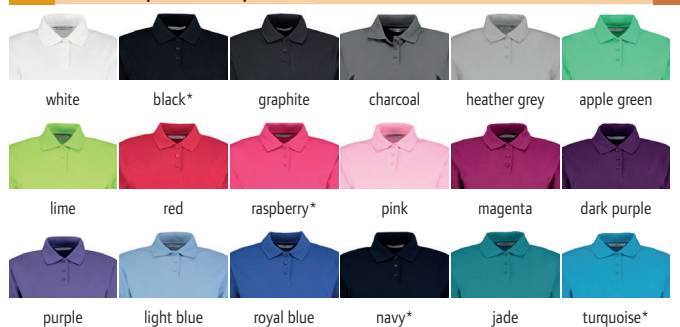 white black* graphite charcoal heather grey apple green
lime red raspberry* pink magenta dark purple
purple light blue royal blue navy* jade turquoise*